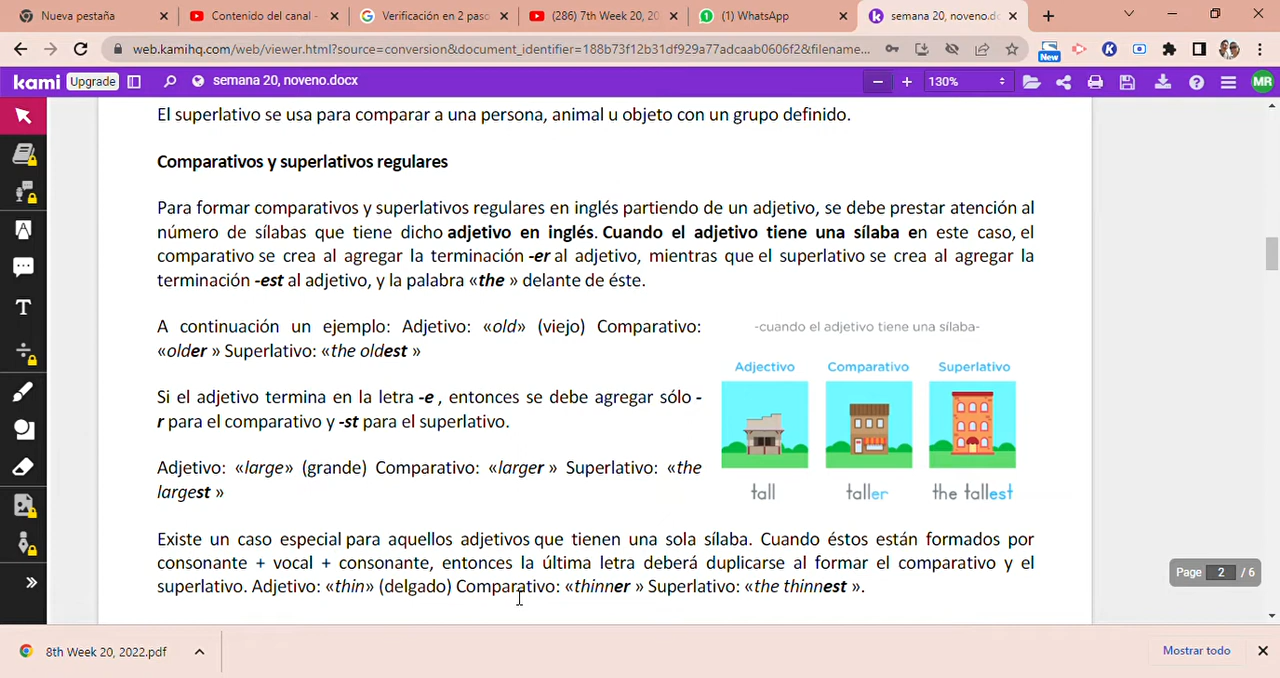 Nueva pestaña
Contenido del canal -
Verificación en 2 paso
(286) 7th Week 20, 20
(1) WhatsApp
semana 20, noveno.do
web.kamihq.com/web/viewer.html?source=conversion&document_identifier=188b73f12b31df929a77adcaab0606f2&filename...
New
kami Upgrade semana 20, noveno.docx 130% MR
El superlativo se usa para comparar a una persona, animal u objeto con un grupo definido.
Comparativos y superlativos regulares
Para formar comparativos y superlativos regulares en inglés partiendo de un adjetivo, se debe prestar atención al
número de sílabas que tiene dicho adjetivo en inglés. Cuando el adjetivo tiene una sílaba en este caso, el
comparativo se crea al agregar la terminación -er al adjetivo, mientras que el superlativo se crea al agregar la
terminación -est al adjetivo, y la palabra «the » delante de éste.
A continuación un ejemplo: Adjetivo: «old» (viejo) Comparativo:
«older » Superlativo: «the oldest »
Si el adjetivo termina en la letra -e , entonces se debe agregar sólo -
r para el comparativo y -st para el superlativo.
Adjetivo: «large» (grande) Comparativo: «larger » Superlativo: «the
largest »
-cuando el adjetivo tiene una sílaba-
Adjectivo Comparativo Superlativo
tall taller the tallest
Existe un caso especial para aquellos adjetivos que tienen una sola sílaba. Cuando éstos están formados por
consonante + vocal + consonante, entonces la última letra deberá duplicarse al formar el comparativo y el
superlativo. Adjetivo: «thin» (delgado) Comparativo: «thinner » Superlativo: «the thinnest ».
Page 2 / 6
8th Week 20, 2022.pdf
Mostrar todo